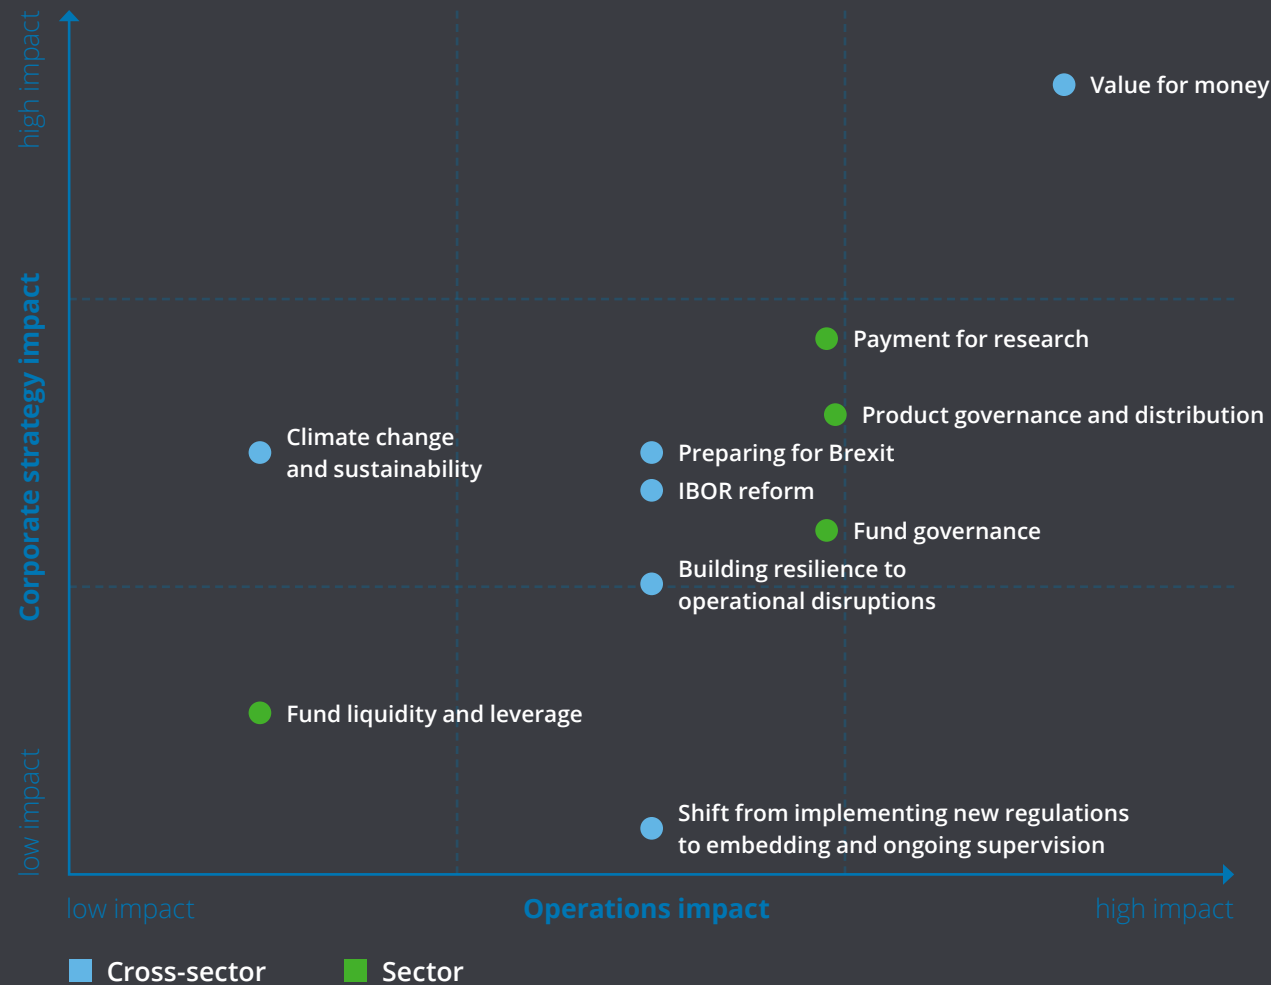 high impact
Value for money
Corporate strategy impact
Payment for research
Product governance and distribution
Climate change
and sustainability
Preparing for Brexit
IBOR reform
Fund governance
Building resilience to
operational disruptions
Fund liquidity and leverage
low impact
Shift from implementing new regulations
to embedding and ongoing supervision
low impact
Operations impact
high impact
Cross-sector
Sector